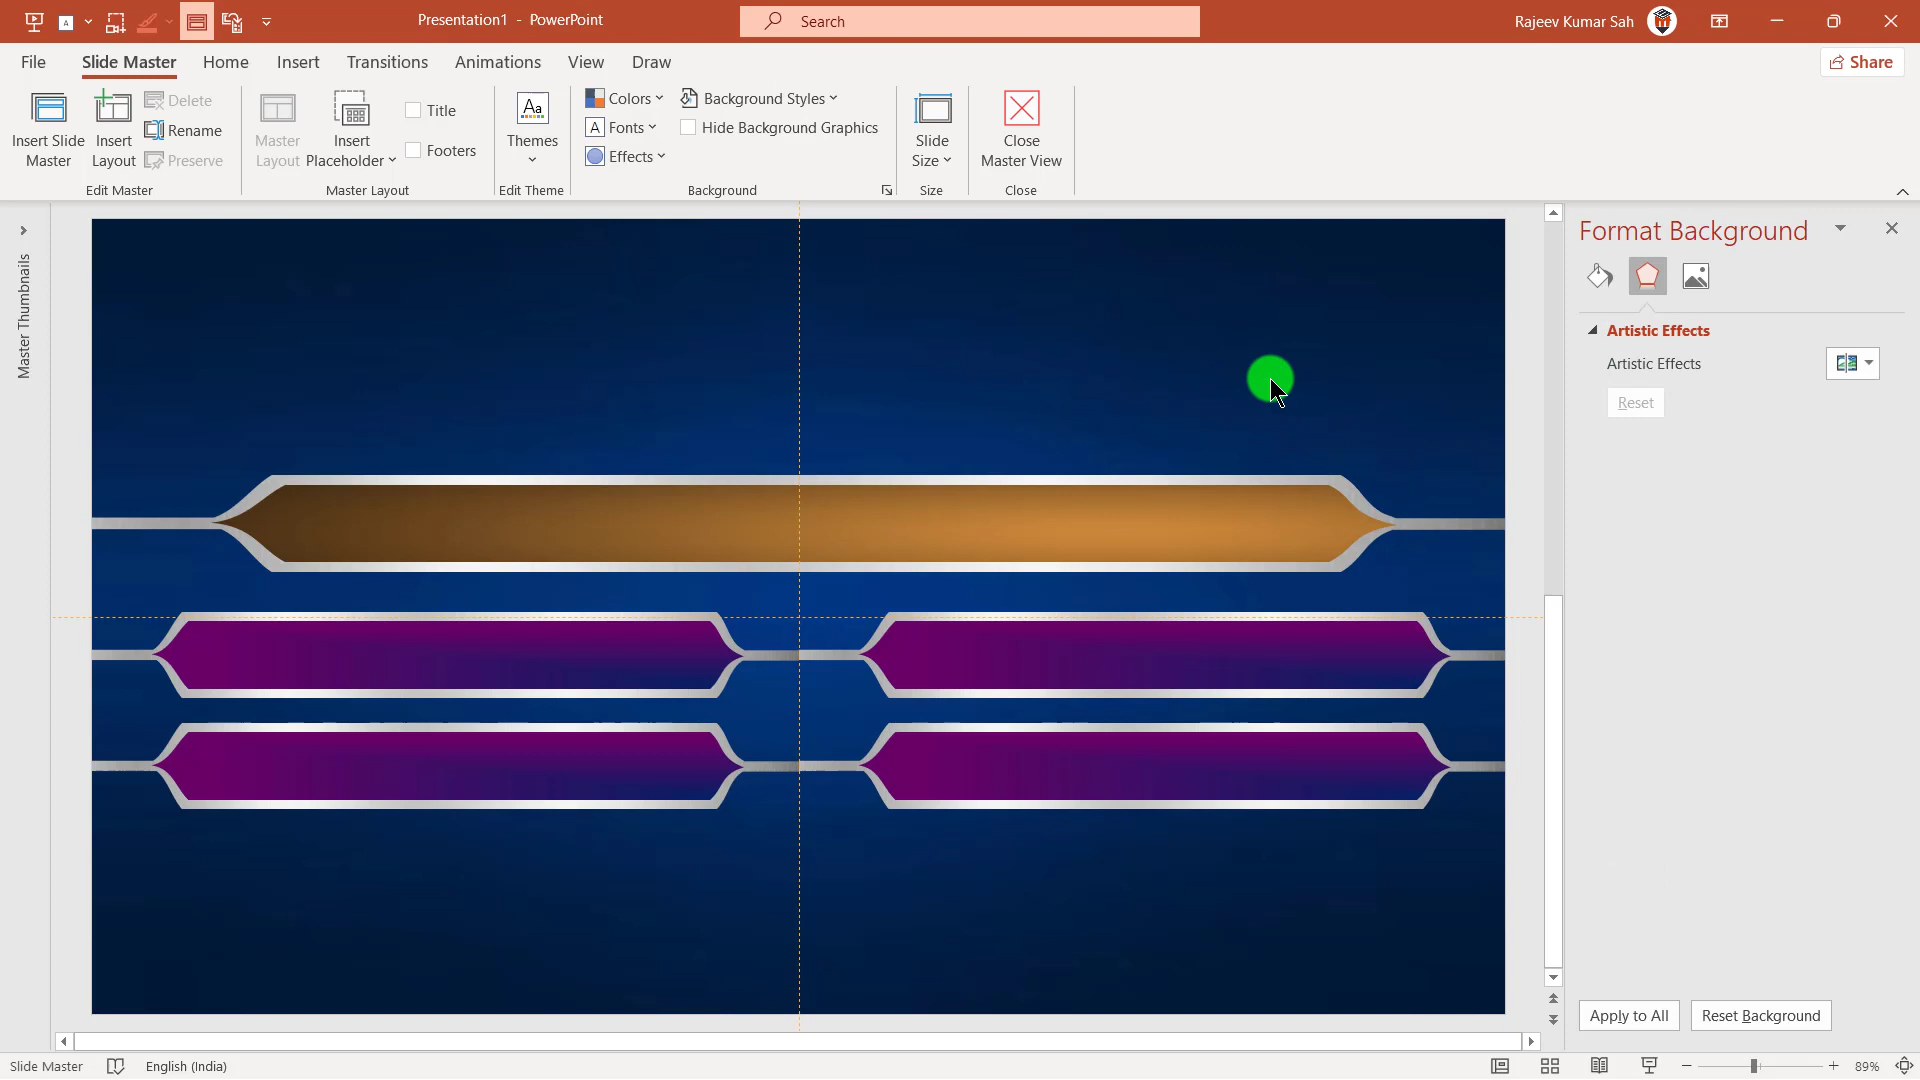 Presentation1 - PowerPoint
Search
Rajeev Kumar Sah
File
Slide Master
Home
Insert
Transitions
Animations
View
Draw
Share
Insert Slide
Master
Insert
Layout
Delete
Rename
Preserve
Edit Master
Master
Layout
Insert
Placeholder
Title
Footers
Master Layout
Aa
Themes
Edit Theme
Colors
A Fonts
Effects
Background Styles
Hide Background Graphics
Background
Slide
Size
Size
Close
Master View
Close
Master Thumbnails
Format Background
Artistic Effects
Artistic Effects
Reset
Apply to All
Reset Background
Slide Master
English (India)
89%